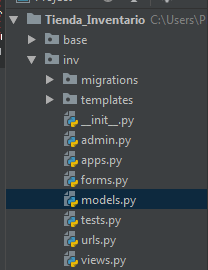 Tienda_Inventario C:\Users\P
base
inv
migrations
templates
__init__.py
admin.py
apps.py
forms.py
models.py
tests.py
urls.py
views.py